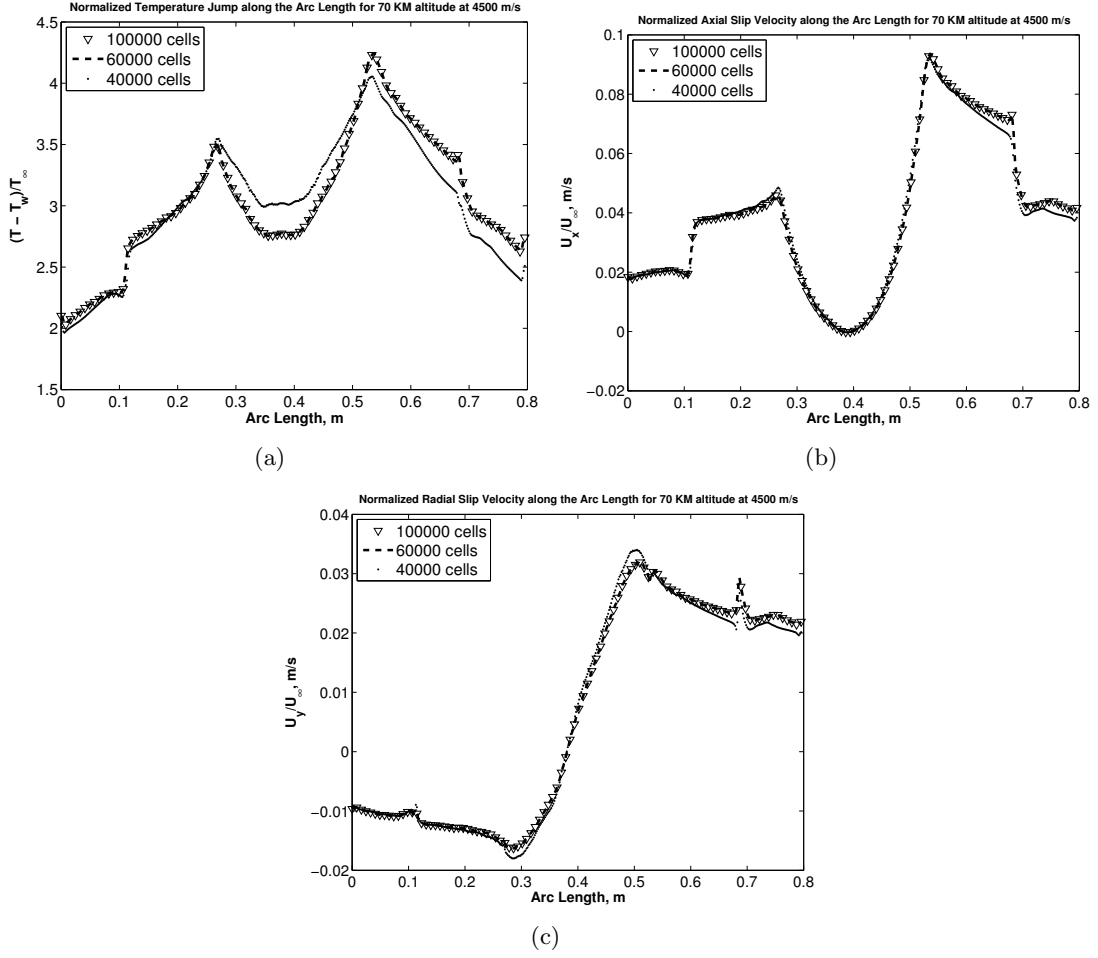 Normalized Temperature Jump along the Arc Length for 70 KM altitude at 4500 m/s
4.5
4
3.5
3
2.5
2
1.5
(T − T_w)/T_∞
100000 cells
60000 cells
40000 cells
0 0.1 0.2 0.3 0.4 0.5 0.6 0.7 0.8
Arc Length, m
(a)
Normalized Axial Slip Velocity along the Arc Length for 70 KM altitude at 4500 m/s
0.1
0.08
0.06
0.04
0.02
0
−0.02
U_x/U_∞, m/s
100000 cells
60000 cells
40000 cells
0 0.1 0.2 0.3 0.4 0.5 0.6 0.7 0.8
Arc Length, m
(b)
Normalized Radial Slip Velocity along the Arc Length for 70 KM altitude at 4500 m/s
0.04
0.03
0.02
0.01
0
−0.01
−0.02
U_y/U_∞, m/s
100000 cells
60000 cells
40000 cells
0 0.1 0.2 0.3 0.4 0.5 0.6 0.7 0.8
Arc Length, m
(c)